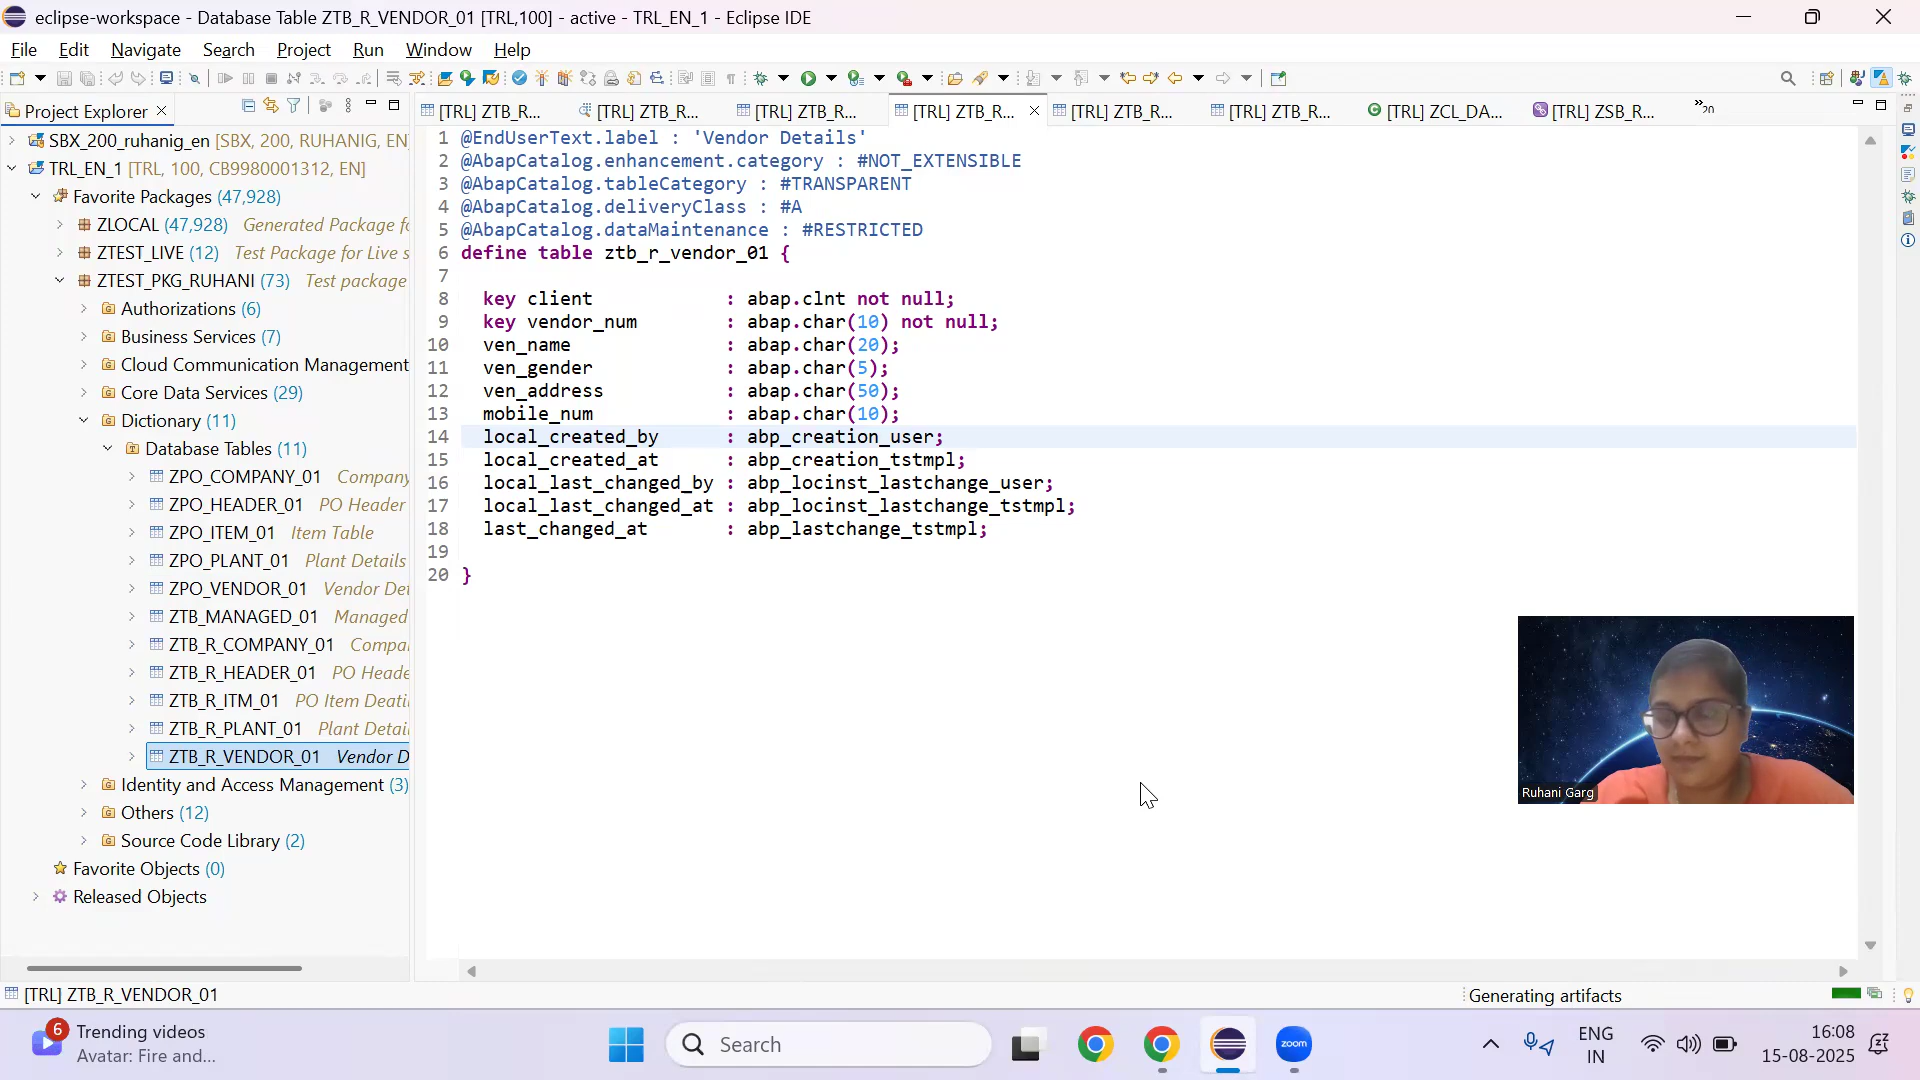 eclipse-workspace - Database Table ZTB_R_VENDOR_01 [TRL,100] - active - TRL_EN_1 - Eclipse IDE
File Edit Navigate Search Project Run Window Help
Project Explorer
[TRL] ZTB_R... [TRL] ZTB_R... [TRL] ZTB_R... [TRL] ZTB_R... [TRL] ZTB_R... [TRL] ZTB_R... [TRL] ZCL_DA... [TRL] ZSB_R... »20
SBX_200_ruhanig_en [SBX, 200, RUHANIG, EN]
TRL_EN_1 [TRL, 100, CB9980001312, EN]
Favorite Packages (47,928)
ZLOCAL (47,928) Generated Package fo
ZTEST_LIVE (12) Test Package for Live s
ZTEST_PKG_RUHANI (73) Test package
Authorizations (6)
Business Services (7)
Cloud Communication Management
Core Data Services (29)
Dictionary (11)
Database Tables (11)
ZPO_COMPANY_01 Company
ZPO_HEADER_01 PO Header
ZPO_ITEM_01 Item Table
ZPO_PLANT_01 Plant Details
ZPO_VENDOR_01 Vendor Det
ZTB_MANAGED_01 Managed
ZTB_R_COMPANY_01 Compa
ZTB_R_HEADER_01 PO Heade
ZTB_R_ITM_01 PO Item Deatil
ZTB_R_PLANT_01 Plant Detail
ZTB_R_VENDOR_01 Vendor D
Identity and Access Management (3)
Others (12)
Source Code Library (2)
Favorite Objects (0)
Released Objects
1 @EndUserText.label : 'Vendor Details'
2 @AbapCatalog.enhancement.category : #NOT_EXTENSIBLE
3 @AbapCatalog.tableCategory : #TRANSPARENT
4 @AbapCatalog.deliveryClass : #A
5 @AbapCatalog.dataMaintenance : #RESTRICTED
6 define table ztb_r_vendor_01 {
7
8 key client : abap.clnt not null;
9 key vendor_num : abap.char(10) not null;
10 ven_name : abap.char(20);
11 ven_gender : abap.char(5);
12 ven_address : abap.char(50);
13 mobile_num : abap.char(10);
14 local_created_by : abp_creation_user;
15 local_created_at : abp_creation_tstmpl;
16 local_last_changed_by : abp_locinst_lastchange_user;
17 local_last_changed_at : abp_locinst_lastchange_tstmpl;
18 last_changed_at : abp_lastchange_tstmpl;
19
20 }
Ruhani Garg
[TRL] ZTB_R_VENDOR_01
Generating artifacts
6
Trending videos
Avatar: Fire and...
Search
zoom
ENG
IN
16:08
15-08-2025